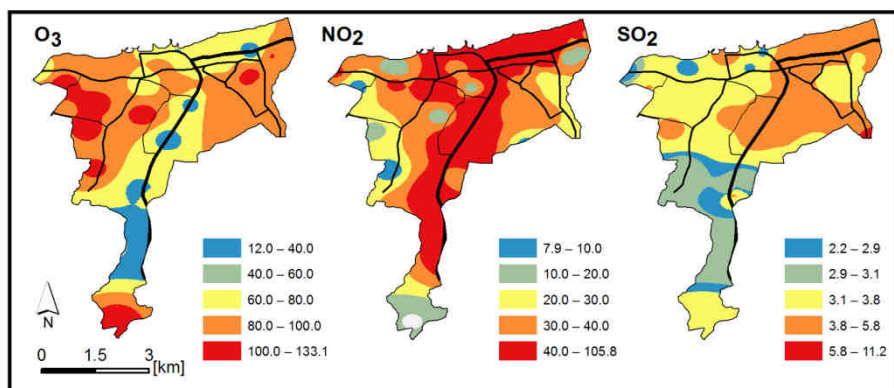 O3
NO2
SO2
12.0 – 40.0
40.0 – 60.0
60.0 – 80.0
80.0 – 100.0
100.0 – 133.1
7.9 – 10.0
10.0 – 20.0
20.0 – 30.0
30.0 – 40.0
40.0 – 105.8
2.2 – 2.9
2.9 – 3.1
3.1 – 3.8
3.8 – 5.8
5.8 – 11.2
N
0 1.5 3 [km]